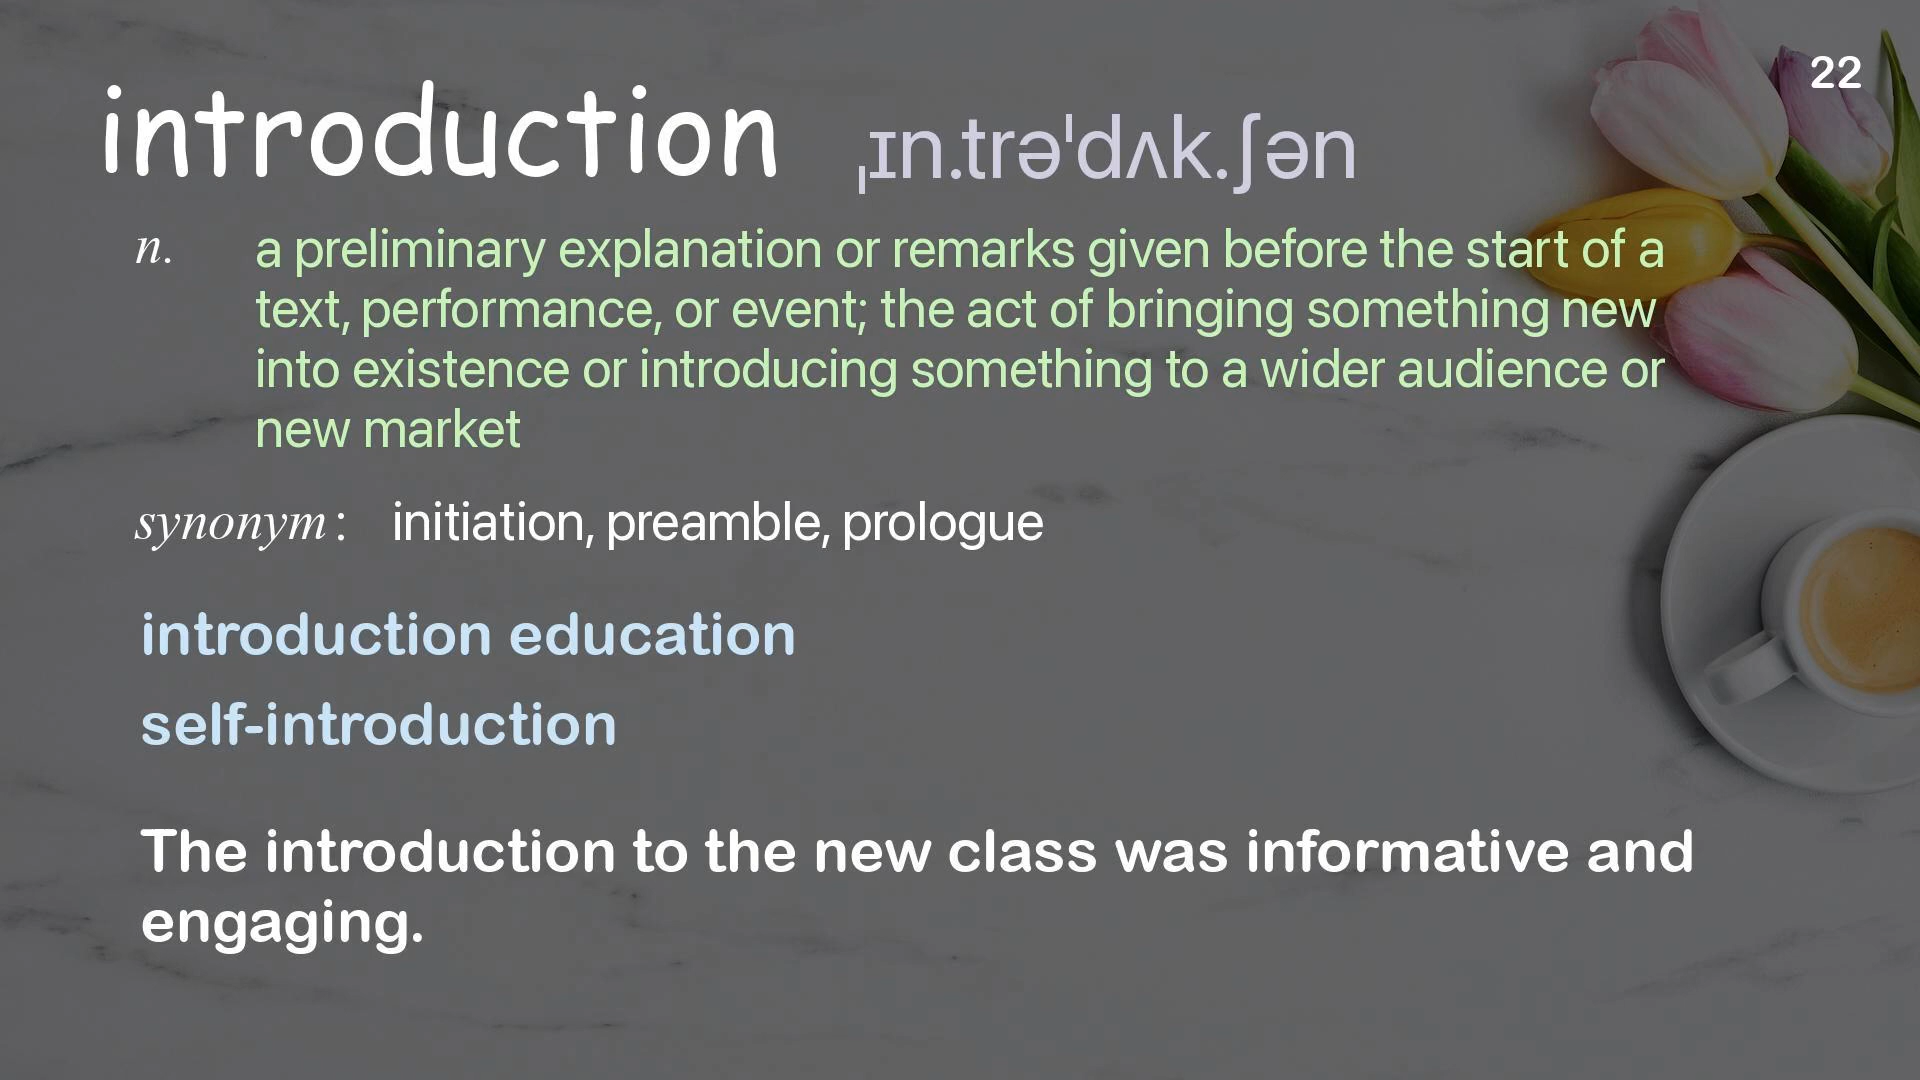 22
introduction ˌɪn.trəˈdʌk.ʃən
n. a preliminary explanation or remarks given before the start of a
text, performance, or event; the act of bringing something new
into existence or introducing something to a wider audience or
new market
synonym: initiation, preamble, prologue
introduction education
self-introduction
The introduction to the new class was informative and
engaging.